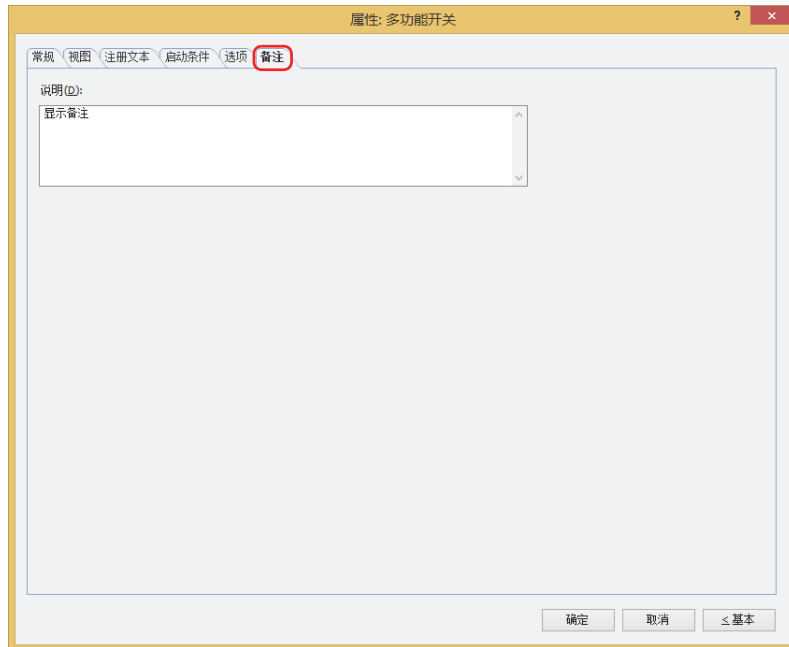 属性: 多功能开关 ? ×
常规 视图 注册文本 启动条件 选项 备注
说明(D):
显示备注
确定 取消 ≤基本